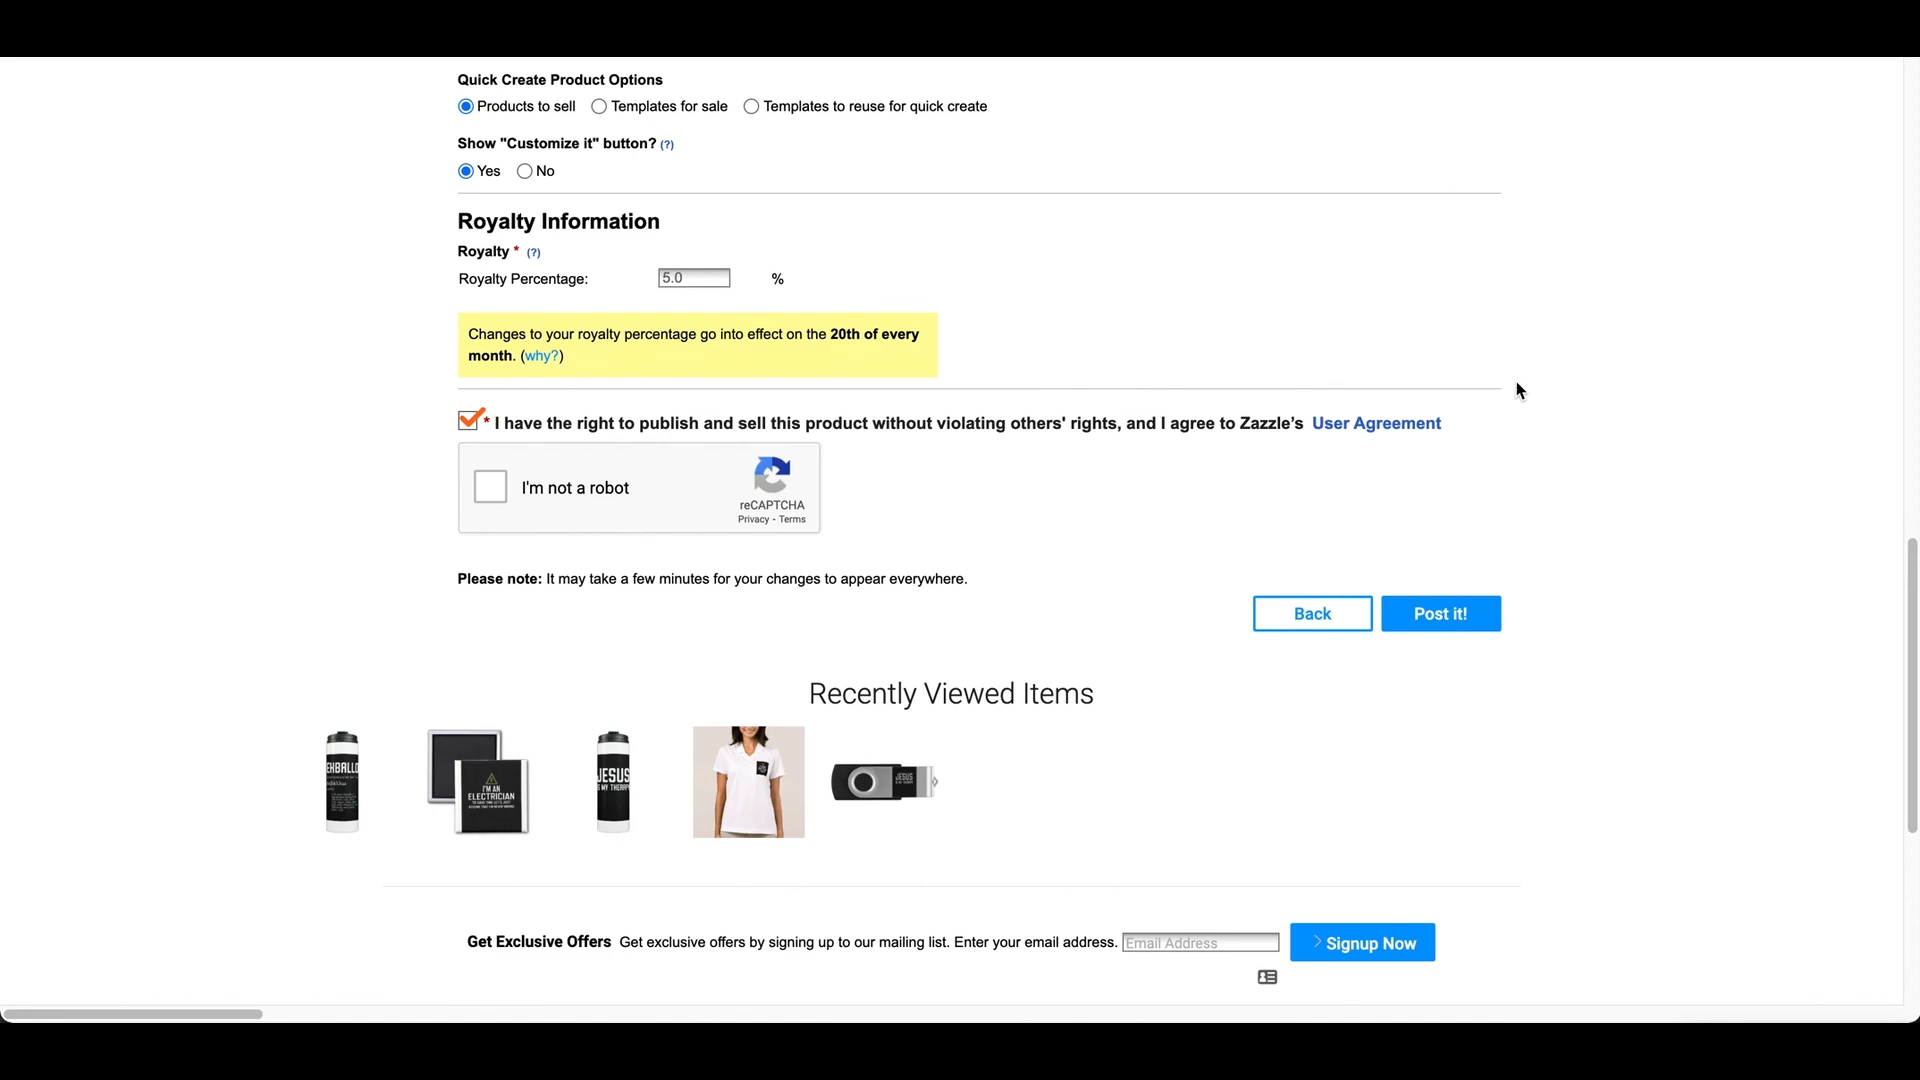 Quick Create Product Options
Products to sell Templates for sale Templates to reuse for quick create
Show "Customize it" button? (?)
Yes No
Royalty Information
Royalty * (?)
Royalty Percentage: 5.0 %
Changes to your royalty percentage go into effect on the 20th of every
month. (why?)
* I have the right to publish and sell this product without violating others' rights, and I agree to Zazzle's User Agreement
I'm not a robot
reCAPTCHA
Privacy - Terms
Please note: It may take a few minutes for your changes to appear everywhere.
Back Post it!
Recently Viewed Items
I'M AN
ELECTRICIAN
JESUS
JESUS
Get Exclusive Offers Get exclusive offers by signing up to our mailing list. Enter your email address. Email Address Signup Now